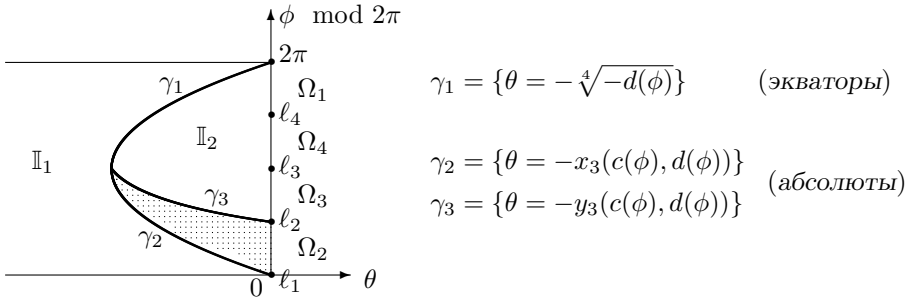 ϕ mod 2π
2π
γ₁
Ω₁
ℓ₄
𝕀₁
𝕀₂
Ω₄
ℓ₃
γ₃
Ω₃
ℓ₂
γ₂
Ω₂
ℓ₁
0
θ
γ₁ = {θ = −∜(−d(ϕ))} (экваторы)
γ₂ = {θ = −x₃(c(ϕ), d(ϕ))}
(абсолюты)
γ₃ = {θ = −y₃(c(ϕ), d(ϕ))}